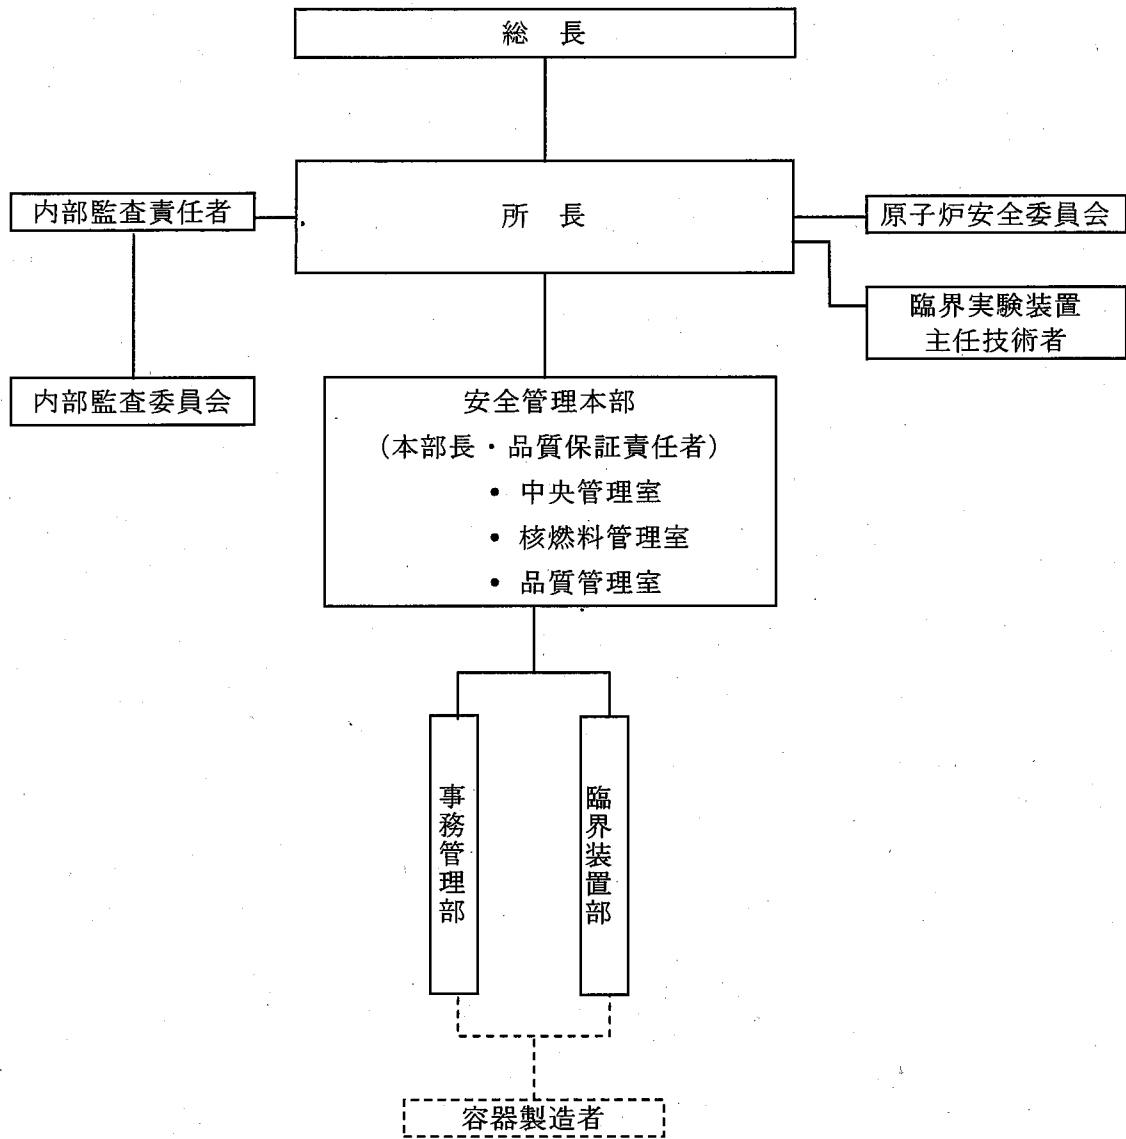 総 長
所 長
内部監査責任者
原子炉安全委員会
臨界実験装置
主任技術者
内部監査委員会
安全管理本部
(本部長・品質保証責任者)
• 中央管理室
• 核燃料管理室
• 品質管理室
事務管理部
臨界装置部
容器製造者